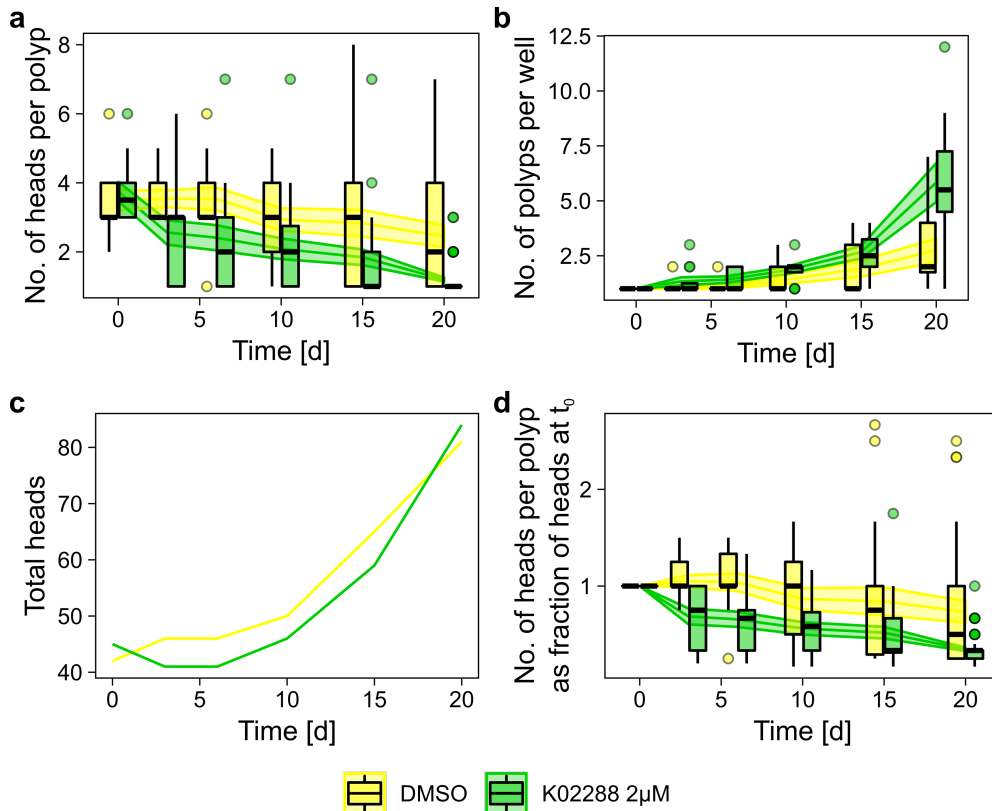 a
No. of heads per polyp
8
6
4
2
0 5 10 15 20
Time [d]
b
No. of polyps per well
12.5
10.0
7.5
5.0
2.5
0 5 10 15 20
Time [d]
c
Total heads
80
70
60
50
40
0 5 10 15 20
Time [d]
d
No. of heads per polyp
as fraction of heads at t₀
2
1
0 5 10 15 20
Time [d]
DMSO K02288 2µM